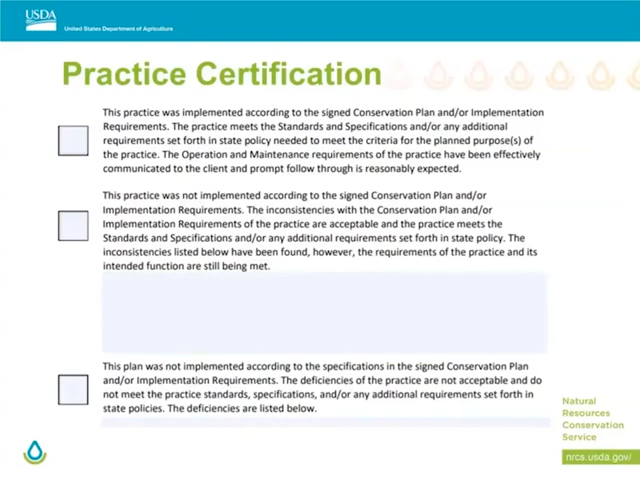 USDA
United States Department of Agriculture
Practice Certification
This practice was implemented according to the signed Conservation Plan and/or Implementation
Requirements. The practice meets the Standards and Specifications and/or any additional
requirements set forth in state policy needed to meet the criteria for the planned purpose(s) of
the practice. The Operation and Maintenance requirements of the practice have been effectively
communicated to the client and prompt follow through is reasonably expected.
This practice was not implemented according to the signed Conservation Plan and/or
Implementation Requirements. The inconsistencies with the Conservation Plan and/or
Implementation Requirements of the practice are acceptable and the practice meets the
Standards and Specifications and/or any additional requirements set forth in state policy. The
inconsistencies listed below have been found, however, the requirements of the practice and its
intended function are still being met.
This plan was not implemented according to the specifications in the signed Conservation Plan
and/or Implementation Requirements. The deficiencies of the practice are not acceptable and do
not meet the practice standards, specifications, and/or any additional requirements set forth in
state policies. The deficiencies are listed below.
Natural
Resources
Conservation
Service
nrcs.usda.gov/